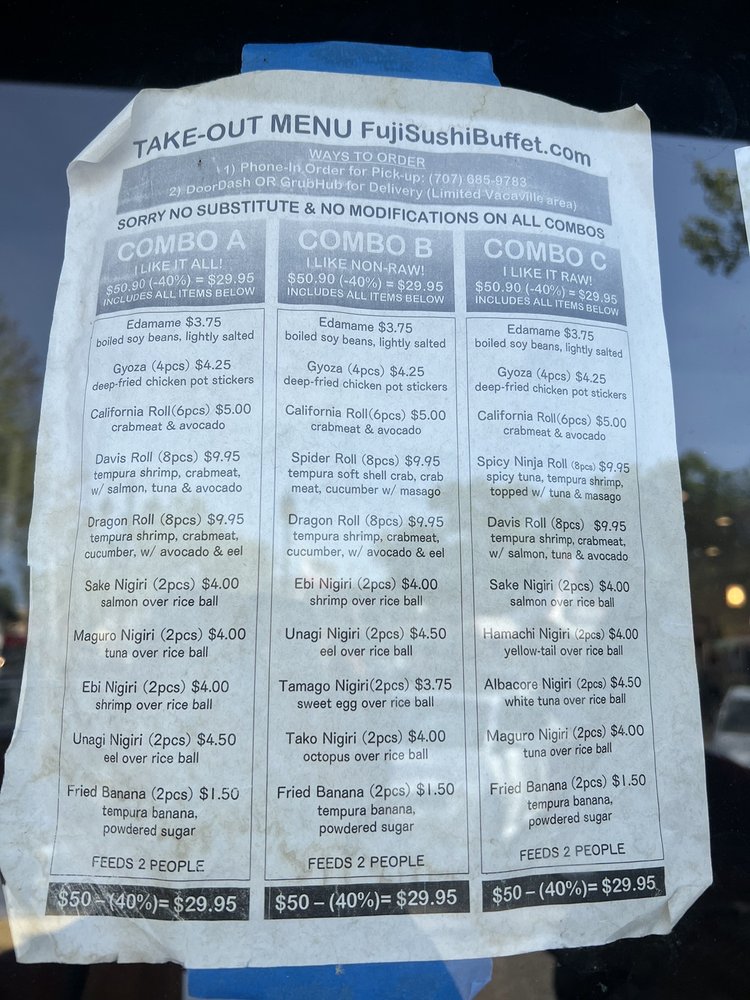 TAKE-OUT MENU FujiSushiBuffet.com
WAYS TO ORDER
1) Phone-In Order for Pick-up: (707) 685-9783
2) DoorDash OR GrubHub for Delivery (Limited Vacaville area)
SORRY NO SUBSTITUTE & NO MODIFICATIONS ON ALL COMBOS
COMBO A
I LIKE IT ALL!
$50.90 (-40%) = $29.95
INCLUDES ALL ITEMS BELOW
Edamame $3.75
boiled soy beans, lightly salted
Gyoza (4pcs) $4.25
deep-fried chicken pot stickers
California Roll(6pcs) $5.00
crabmeat & avocado
Davis Roll (8pcs) $9.95
tempura shrimp, crabmeat,
w/ salmon, tuna & avocado
Dragon Roll (8pcs) $9.95
tempura shrimp, crabmeat,
cucumber, w/ avocado & eel
Sake Nigiri (2pcs) $4.00
salmon over rice ball
Maguro Nigiri (2pcs) $4.00
tuna over rice ball
Ebi Nigiri (2pcs) $4.00
shrimp over rice ball
Unagi Nigiri (2pcs) $4.50
eel over rice ball
Fried Banana (2pcs) $1.50
tempura banana,
powdered sugar
FEEDS 2 PEOPLE
$50 – (40%)= $29.95
COMBO B
I LIKE NON-RAW!
$50.90 (-40%) = $29.95
INCLUDES ALL ITEMS BELOW
Edamame $3.75
boiled soy beans, lightly salted
Gyoza (4pcs) $4.25
deep-fried chicken pot stickers
California Roll(6pcs) $5.00
crabmeat & avocado
Spider Roll (8pcs) $9.95
tempura soft shell crab, crab
meat, cucumber w/ masago
Dragon Roll (8pcs) $9.95
tempura shrimp, crabmeat,
cucumber, w/ avocado & eel
Ebi Nigiri (2pcs) $4.00
shrimp over rice ball
Unagi Nigiri (2pcs) $4.50
eel over rice ball
Tamago Nigiri(2pcs) $3.75
sweet egg over rice ball
Tako Nigiri (2pcs) $4.00
octopus over rice ball
Fried Banana (2pcs) $1.50
tempura banana,
powdered sugar
FEEDS 2 PEOPLE
$50 – (40%)= $29.95
COMBO C
I LIKE IT RAW!
$50.90 (-40%) = $29.95
INCLUDES ALL ITEMS BELOW
Edamame $3.75
boiled soy beans, lightly salted
Gyoza (4pcs) $4.25
deep-fried chicken pot stickers
California Roll(6pcs) $5.00
crabmeat & avocado
Spicy Ninja Roll (8pcs) $9.95
spicy tuna, tempura shrimp,
topped w/ tuna & masago
Davis Roll (8pcs) $9.95
tempura shrimp, crabmeat,
w/ salmon, tuna & avocado
Sake Nigiri (2pcs) $4.00
salmon over rice ball
Hamachi Nigiri (2pcs) $4.00
yellow-tail over rice ball
Albacore Nigiri (2pcs) $4.50
white tuna over rice ball
Maguro Nigiri (2pcs) $4.00
tuna over rice ball
Fried Banana (2pcs) $1.50
tempura banana,
powdered sugar
FEEDS 2 PEOPLE
$50 – (40%)= $29.95